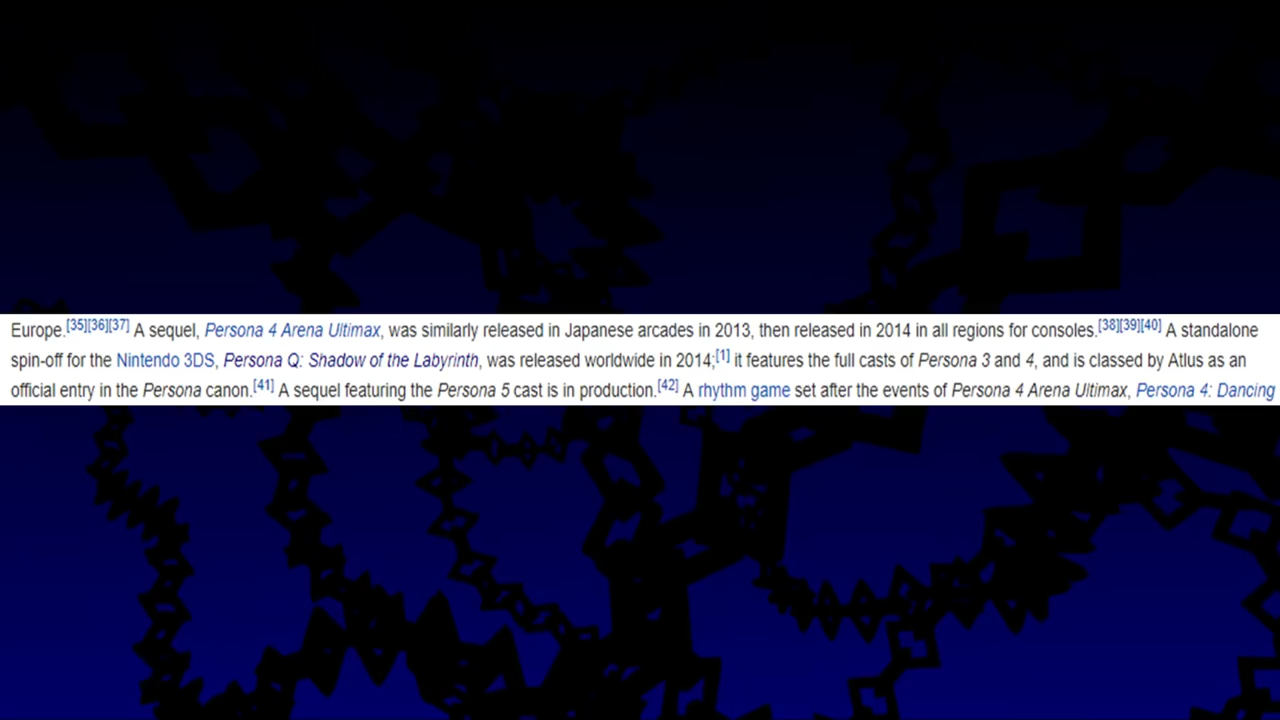 Europe.[35][36][37] A sequel, Persona 4 Arena Ultimax, was similarly released in Japanese arcades in 2013, then released in 2014 in all regions for consoles.[38][39][40] A standalone
spin-off for the Nintendo 3DS, Persona Q: Shadow of the Labyrinth, was released worldwide in 2014;[1] it features the full casts of Persona 3 and 4, and is classed by Atlus as an
official entry in the Persona canon.[41] A sequel featuring the Persona 5 cast is in production.[42] A rhythm game set after the events of Persona 4 Arena Ultimax, Persona 4: Dancing